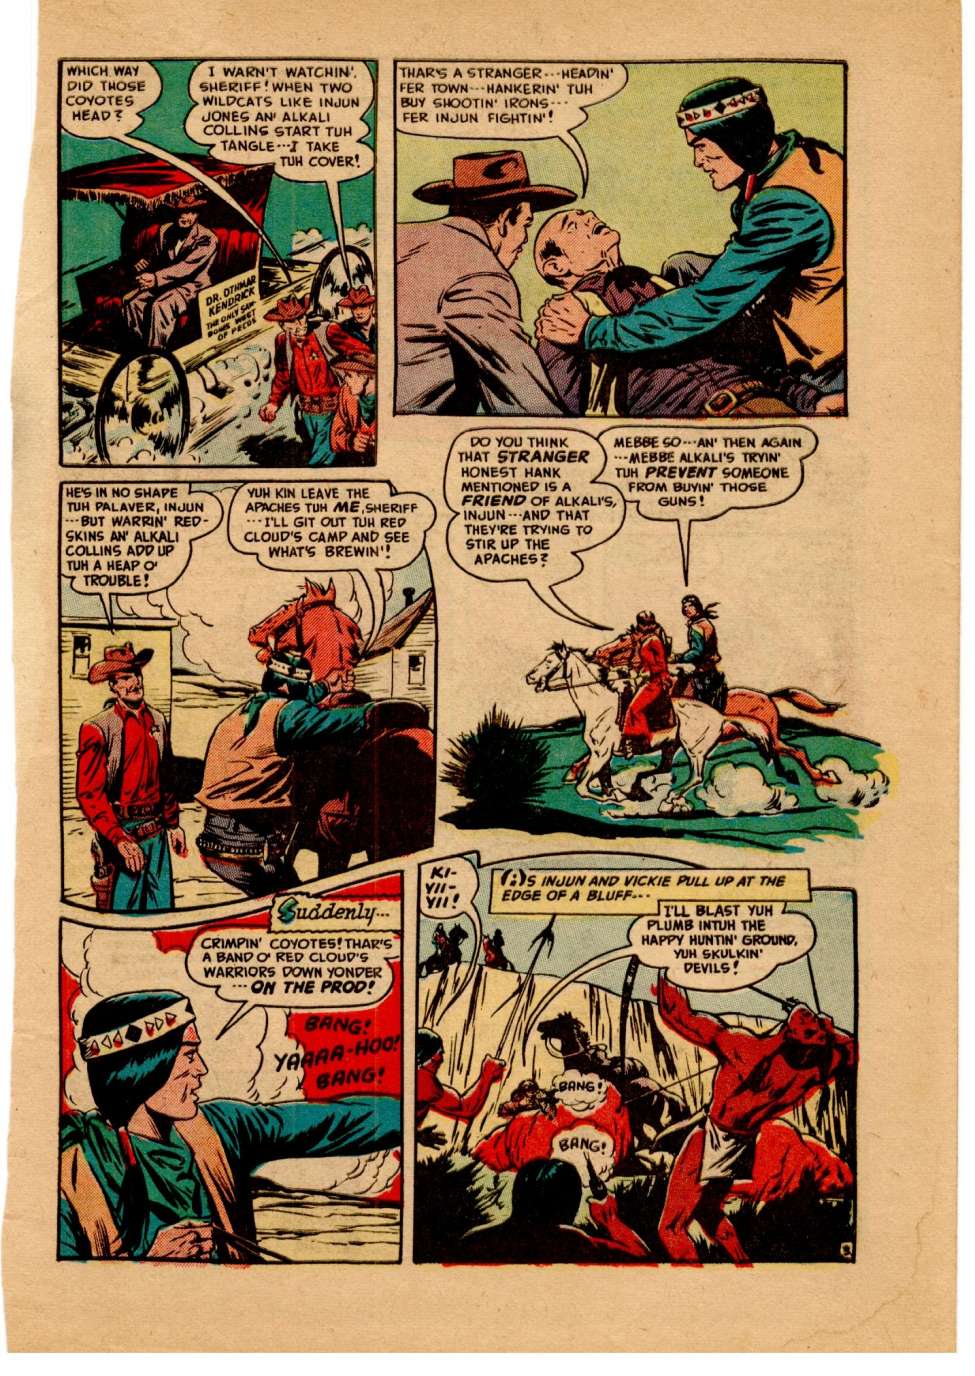 WHICH WAY
DID THOSE
COYOTES
HEAD?
I WARN'T WATCHIN',
SHERIFF! WHEN TWO
WILDCATS LIKE INJUN
JONES AN' ALKALI
COLLINS START TUH
TANGLE---I TAKE
TUH COVER!
DR. OTHMAR
KENDRICK
THE ONLY SAW-
BONES WEST
OF PECOS
THAR'S A STRANGER---HEADIN'
FER TOWN---HANKERIN' TUH
BUY SHOOTIN' IRONS---
FER INJUN FIGHTIN'!
HE'S IN NO SHAPE
TUH PALAVER, INJUN
---BUT WARRIN' RED-
SKINS AN' ALKALI
COLLINS ADD UP
TUH A HEAP O'
TROUBLE!
YUH KIN LEAVE THE
APACHES TUH ME, SHERIFF
---I'LL GIT OUT TUH RED
CLOUD'S CAMP AND SEE
WHAT'S BREWIN'!
DO YOU THINK
THAT STRANGER
HONEST HANK
MENTIONED IS A
FRIEND OF ALKALI'S,
INJUN---AND THAT
THEY'RE TRYING TO
STIR UP THE
APACHES?
MEBBE SO---AN' THEN AGAIN
---MEBBE ALKALI'S TRYIN'
TUH PREVENT SOMEONE
FROM BUYIN' THOSE
GUNS!
Suddenly...
CRIMPIN' COYOTES! THAR'S
A BAND O' RED CLOUD'S
WARRIORS DOWN YONDER
---ON THE PROD!
BANG!
YAAAA-HOO!
BANG!
KI-
YII-
YII!
AS INJUN AND VICKIE PULL UP AT THE
EDGE OF A BLUFF---
I'LL BLAST YUH
PLUMB INTUH THE
HAPPY HUNTIN' GROUND,
YUH SKULKIN'
DEVILS!
BANG!
BANG!